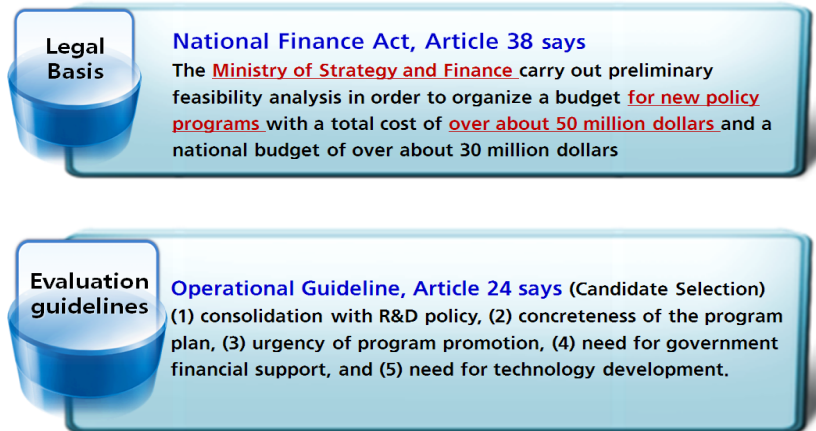 Legal
Basis
National Finance Act, Article 38 says
The Ministry of Strategy and Finance carry out preliminary
feasibility analysis in order to organize a budget for new policy
programs with a total cost of over about 50 million dollars and a
national budget of over about 30 million dollars
Evaluation
guidelines
Operational Guideline, Article 24 says (Candidate Selection)
(1) consolidation with R&D policy, (2) concreteness of the program
plan, (3) urgency of program promotion, (4) need for government
financial support, and (5) need for technology development.